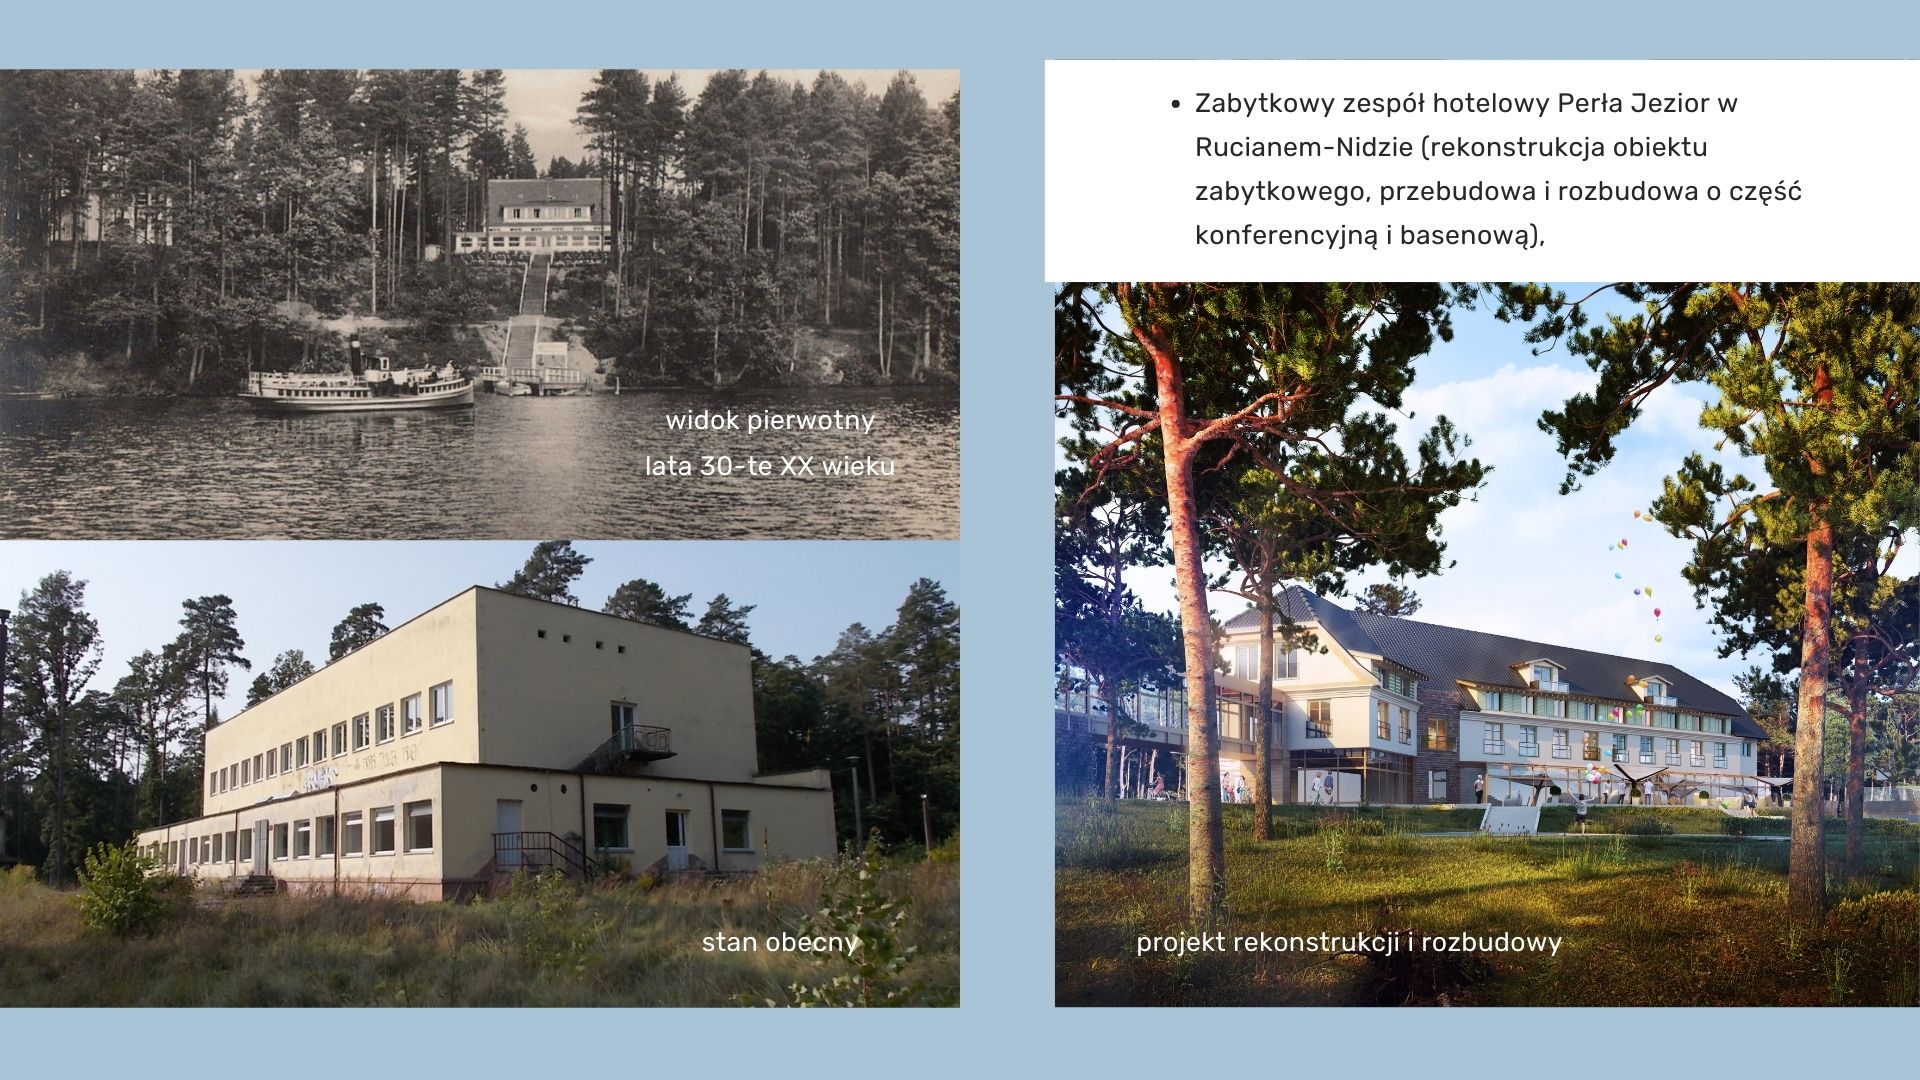 widok pierwotny
lata 30-te XX wieku
stan obecny
• Zabytkowy zespół hotelowy Perła Jezior w
Rucianem-Nidzie (rekonstrukcja obiektu
zabytkowego, przebudowa i rozbudowa o część
konferencyjną i basenową),
projekt rekonstrukcji i rozbudowy